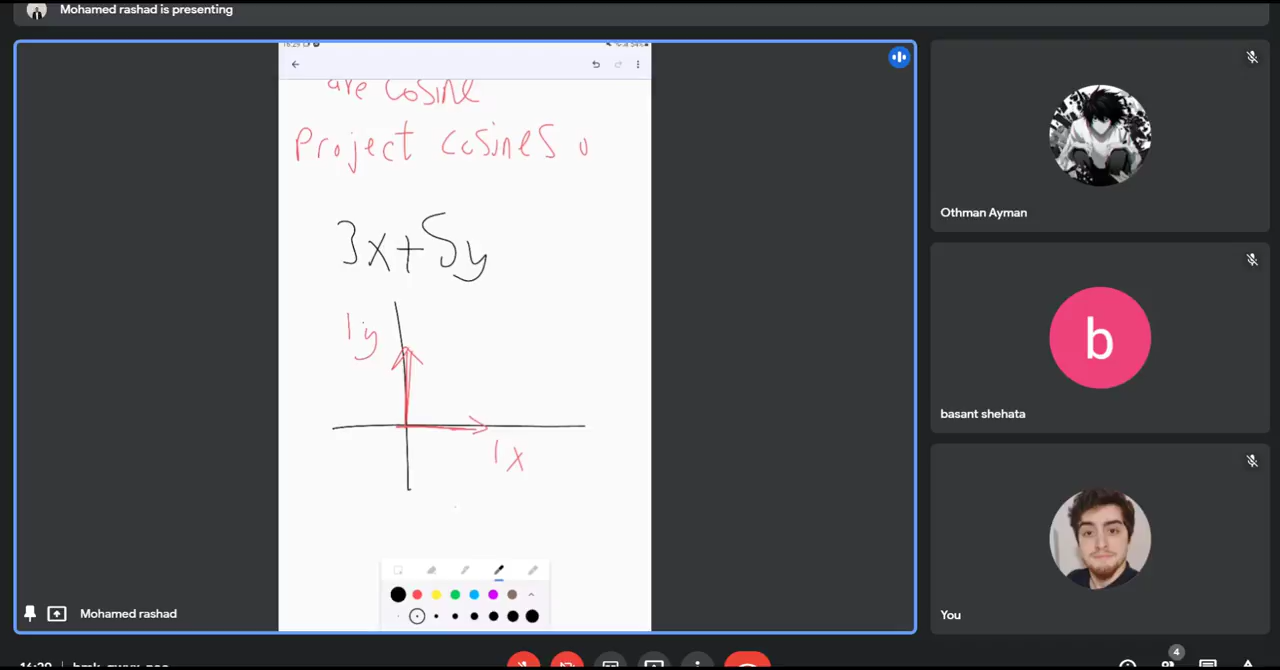 Mohamed rashad is presenting
are cosine
Project cosines o
3x+5y
1y
1x
Othman Ayman
b
basant shehata
You
Mohamed rashad
4